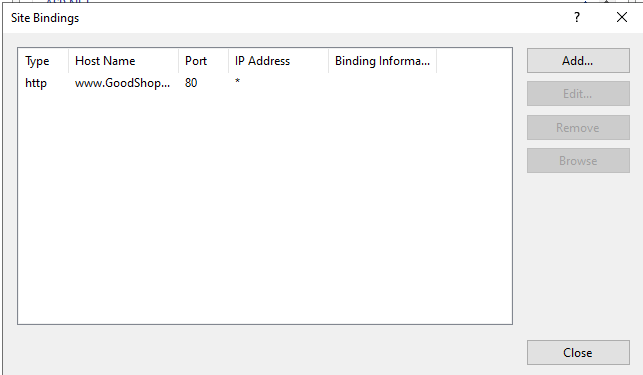 Site Bindings
Type Host Name Port IP Address Binding Informa...
http www.GoodShop... 80 *
Add...
Edit...
Remove
Browse
Close